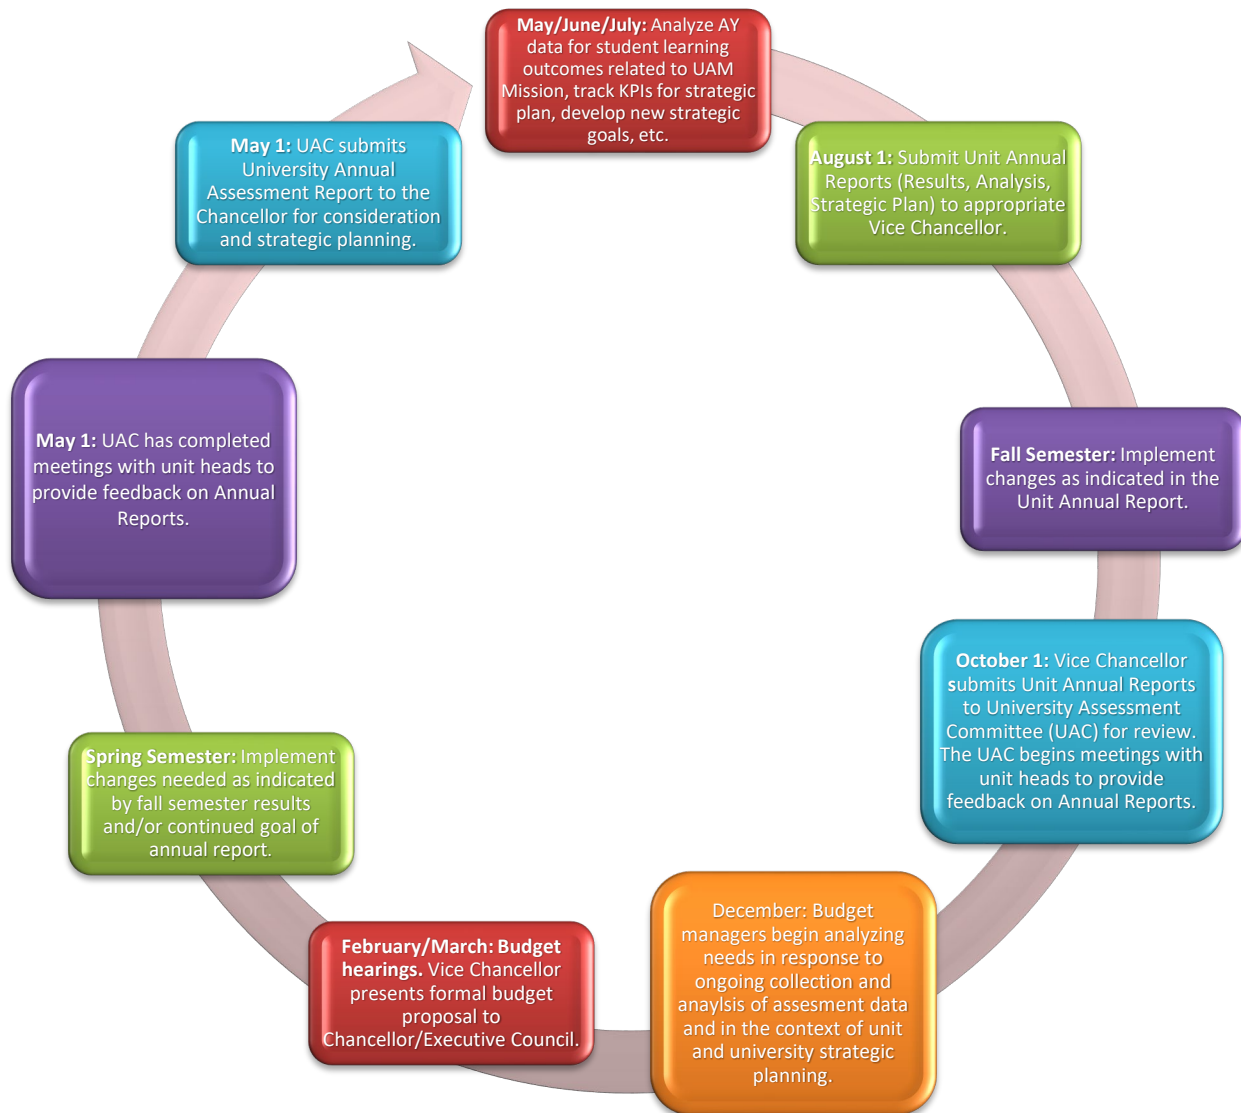 May/June/July: Analyze AY
data for student learning
outcomes related to UAM
Mission, track KPIs for strategic
plan, develop new strategic
goals, etc.
August 1: Submit Unit Annual
Reports (Results, Analysis,
Strategic Plan) to appropriate
Vice Chancellor.
Fall Semester: Implement
changes as indicated in the
Unit Annual Report.
October 1: Vice Chancellor
submits Unit Annual Reports
to University Assessment
Committee (UAC) for review.
The UAC begins meetings with
unit heads to provide
feedback on Annual Reports.
December: Budget
managers begin analyzing
needs in response to
ongoing collection and
anaylsis of assesment data
and in the context of unit
and university strategic
planning.
February/March: Budget
hearings. Vice Chancellor
presents formal budget
proposal to
Chancellor/Executive Council.
Spring Semester: Implement
changes needed as indicated
by fall semester results
and/or continued goal of
annual report.
May 1: UAC has completed
meetings with unit heads to
provide feedback on Annual
Reports.
May 1: UAC submits
University Annual
Assessment Report to the
Chancellor for consideration
and strategic planning.